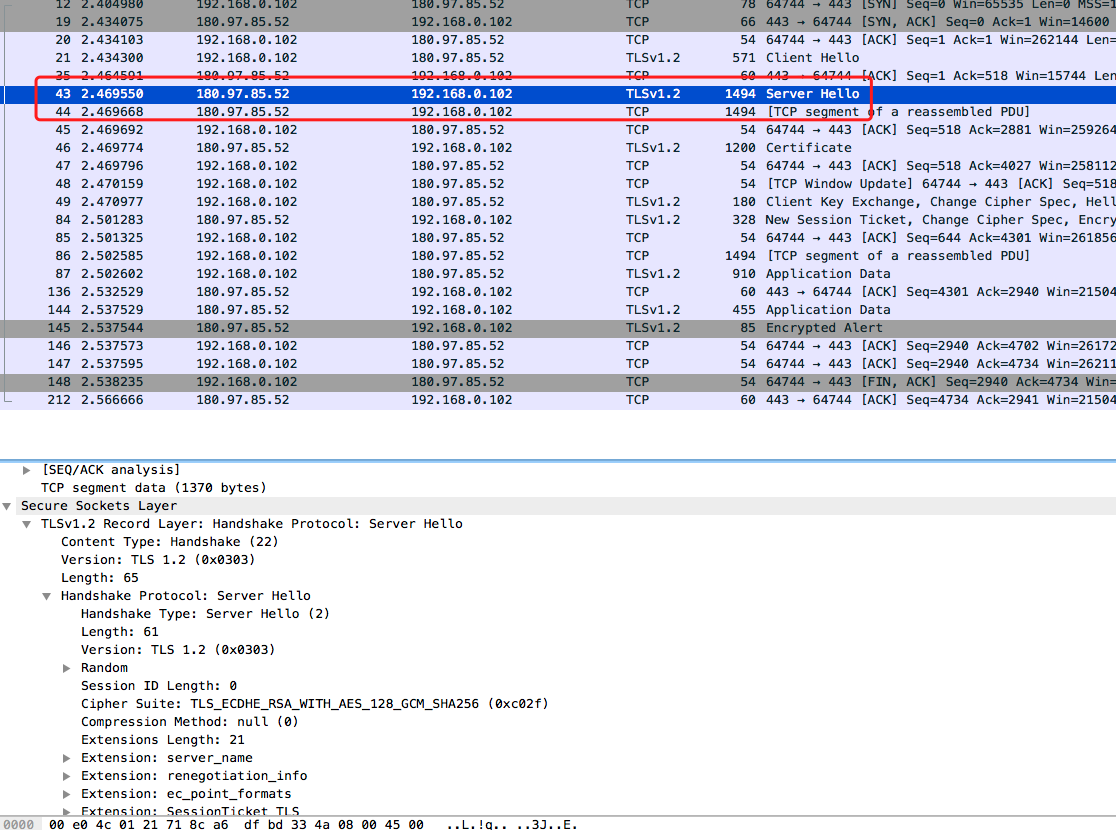 12 2.404980 192.168.0.102 180.97.85.52 TCP 78 64744 → 443 [SYN] Seq=0 Win=65535 Len=0 MSS=1
19 2.434075 180.97.85.52 192.168.0.102 TCP 66 443 → 64744 [SYN, ACK] Seq=0 Ack=1 Win=14600
20 2.434103 192.168.0.102 180.97.85.52 TCP 54 64744 → 443 [ACK] Seq=1 Ack=1 Win=262144 Len=
21 2.434300 192.168.0.102 180.97.85.52 TLSv1.2 571 Client Hello
35 2.464591 180.97.85.52 192.168.0.102 TCP 60 443 → 64744 [ACK] Seq=1 Ack=518 Win=15744 Len
43 2.469550 180.97.85.52 192.168.0.102 TLSv1.2 1494 Server Hello
44 2.469668 180.97.85.52 192.168.0.102 TCP 1494 [TCP segment of a reassembled PDU]
45 2.469692 192.168.0.102 180.97.85.52 TCP 54 64744 → 443 [ACK] Seq=518 Ack=2881 Win=259264
46 2.469774 180.97.85.52 192.168.0.102 TLSv1.2 1200 Certificate
47 2.469796 192.168.0.102 180.97.85.52 TCP 54 64744 → 443 [ACK] Seq=518 Ack=4027 Win=258112
48 2.470159 192.168.0.102 180.97.85.52 TCP 54 [TCP Window Update] 64744 → 443 [ACK] Seq=518
49 2.470977 192.168.0.102 180.97.85.52 TLSv1.2 180 Client Key Exchange, Change Cipher Spec, Hell
84 2.501283 180.97.85.52 192.168.0.102 TLSv1.2 328 New Session Ticket, Change Cipher Spec, Encry
85 2.501325 192.168.0.102 180.97.85.52 TCP 54 64744 → 443 [ACK] Seq=644 Ack=4301 Win=261856
86 2.502585 192.168.0.102 180.97.85.52 TCP 1494 [TCP segment of a reassembled PDU]
87 2.502602 192.168.0.102 180.97.85.52 TLSv1.2 910 Application Data
136 2.532529 180.97.85.52 192.168.0.102 TCP 60 443 → 64744 [ACK] Seq=4301 Ack=2940 Win=21504
144 2.537529 180.97.85.52 192.168.0.102 TLSv1.2 455 Application Data
145 2.537544 180.97.85.52 192.168.0.102 TLSv1.2 85 Encrypted Alert
146 2.537573 192.168.0.102 180.97.85.52 TCP 54 64744 → 443 [ACK] Seq=2940 Ack=4702 Win=26172
147 2.537595 192.168.0.102 180.97.85.52 TCP 54 64744 → 443 [ACK] Seq=2940 Ack=4734 Win=26211
148 2.538235 192.168.0.102 180.97.85.52 TCP 54 64744 → 443 [FIN, ACK] Seq=2940 Ack=4734 Win=
212 2.566666 180.97.85.52 192.168.0.102 TCP 60 443 → 64744 [ACK] Seq=4734 Ack=2941 Win=21504
[SEQ/ACK analysis]
TCP segment data (1370 bytes)
Secure Sockets Layer
TLSv1.2 Record Layer: Handshake Protocol: Server Hello
Content Type: Handshake (22)
Version: TLS 1.2 (0x0303)
Length: 65
Handshake Protocol: Server Hello
Handshake Type: Server Hello (2)
Length: 61
Version: TLS 1.2 (0x0303)
Random
Session ID Length: 0
Cipher Suite: TLS_ECDHE_RSA_WITH_AES_128_GCM_SHA256 (0xc02f)
Compression Method: null (0)
Extensions Length: 21
Extension: server_name
Extension: renegotiation_info
Extension: ec_point_formats
Extension: SessionTicket TLS
0000 00 e0 4c 01 21 71 8c a6 df bd 33 4a 08 00 45 00 ..L.!q.. ..3J..E.